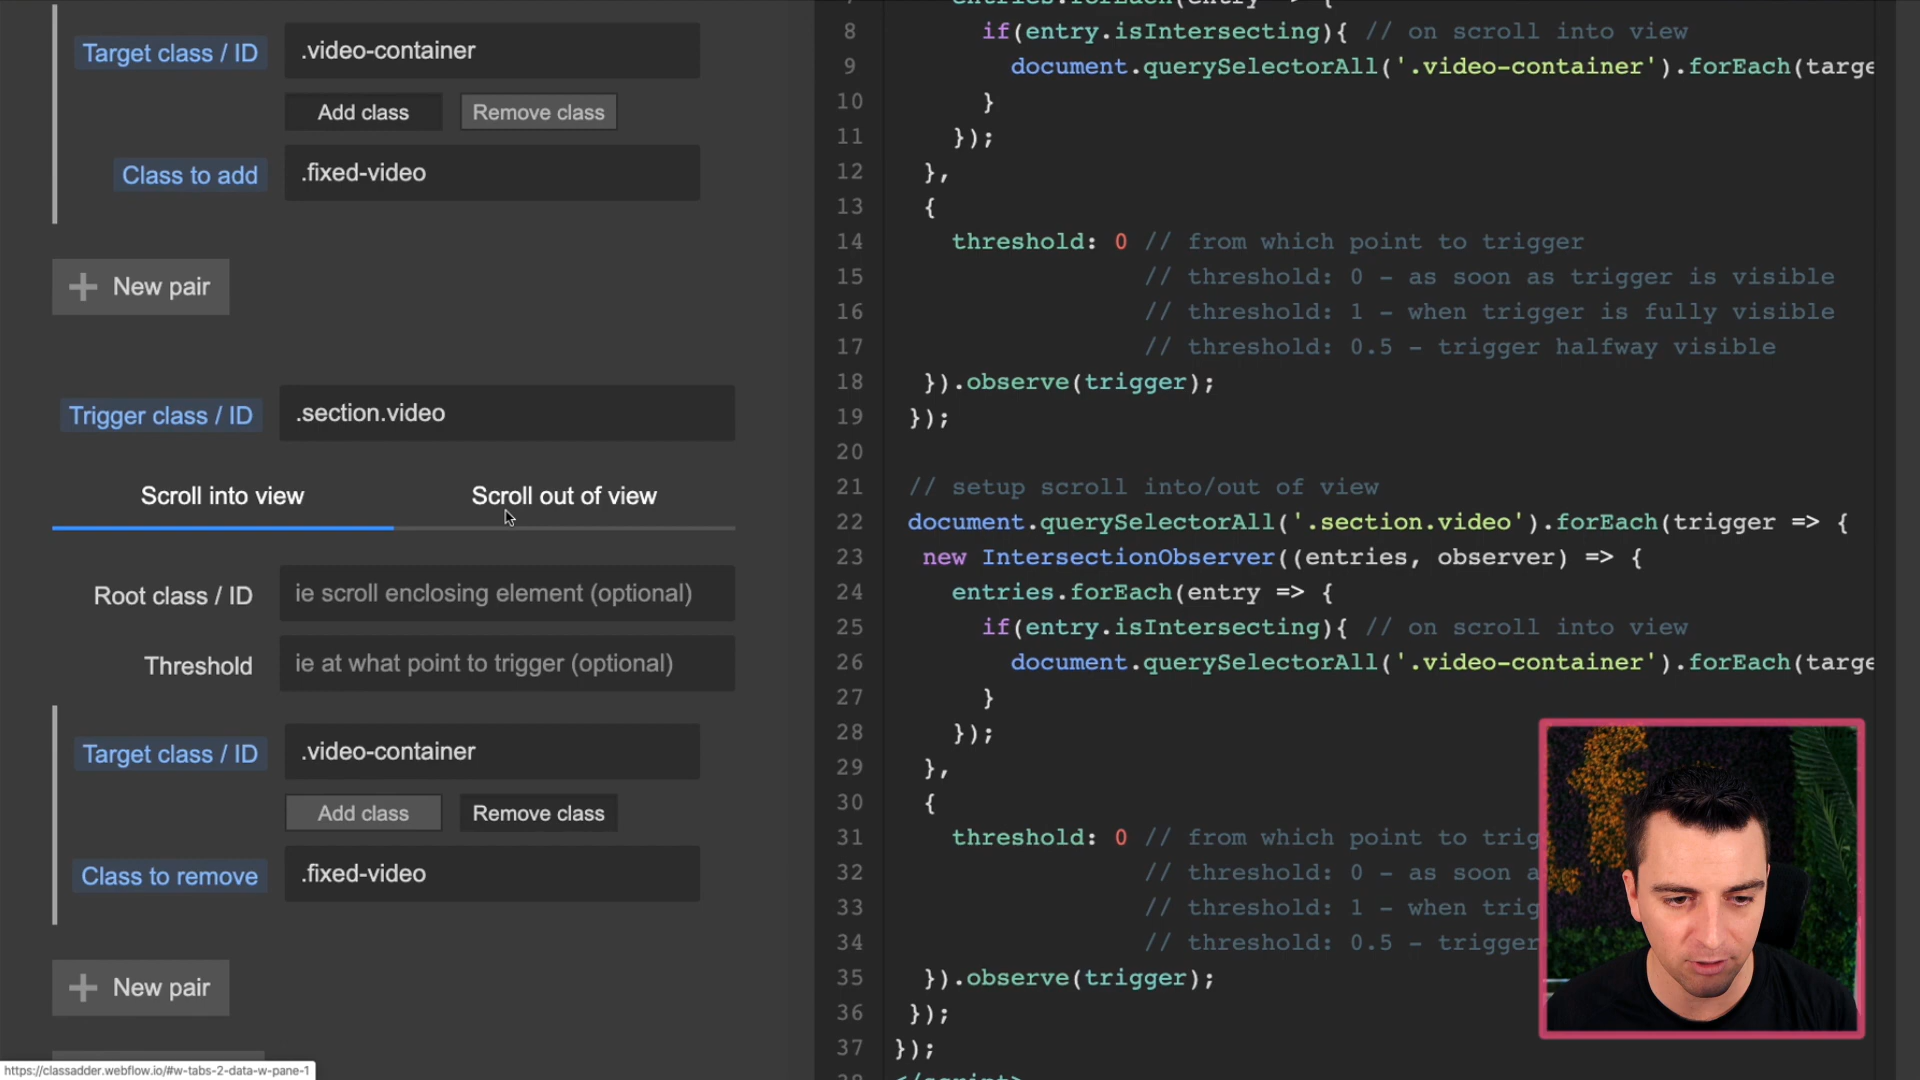 Target class / ID
.video-container
Add class
Remove class
Class to add
.fixed-video
New pair
Trigger class / ID
.section.video
Scroll into view
Scroll out of view
Root class / ID
ie scroll enclosing element (optional)
Threshold
ie at what point to trigger (optional)
Target class / ID
.video-container
Add class
Remove class
Class to remove
.fixed-video
New pair
https://classadder.webflow.io/#w-tabs-2-data-w-pane-1
8 if(entry.isIntersecting){ // on scroll into view
9 document.querySelectorAll('.video-container').forEach(targe
10 }
11 });
12 },
13 {
14 threshold: 0 // from which point to trigger
15 // threshold: 0 - as soon as trigger is visible
16 // threshold: 1 - when trigger is fully visible
17 // threshold: 0.5 - trigger halfway visible
18 }).observe(trigger);
19 });
20
21 // setup scroll into/out of view
22 document.querySelectorAll('.section.video').forEach(trigger => {
23 new IntersectionObserver((entries, observer) => {
24 entries.forEach(entry => {
25 if(entry.isIntersecting){ // on scroll into view
26 document.querySelectorAll('.video-container').forEach(targe
27 }
28 });
29 },
30 {
31 threshold: 0 // from which point to trig
32 // threshold: 0 - as soon a
33 // threshold: 1 - when trig
34 // threshold: 0.5 - trigger
35 }).observe(trigger);
36 });
37 });